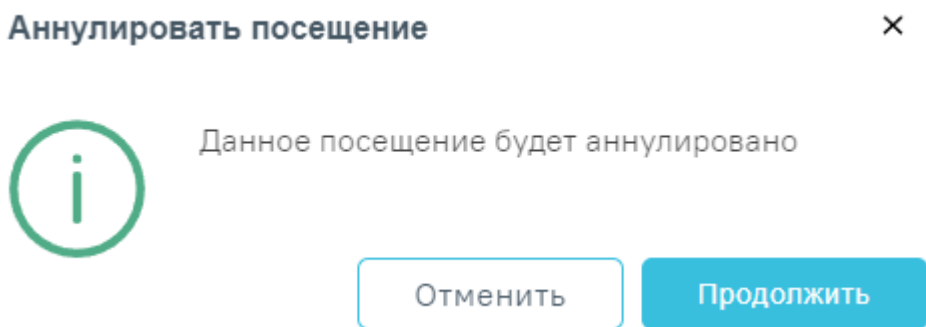 Аннулировать посещение
Данное посещение будет аннулировано
Отменить
Продолжить